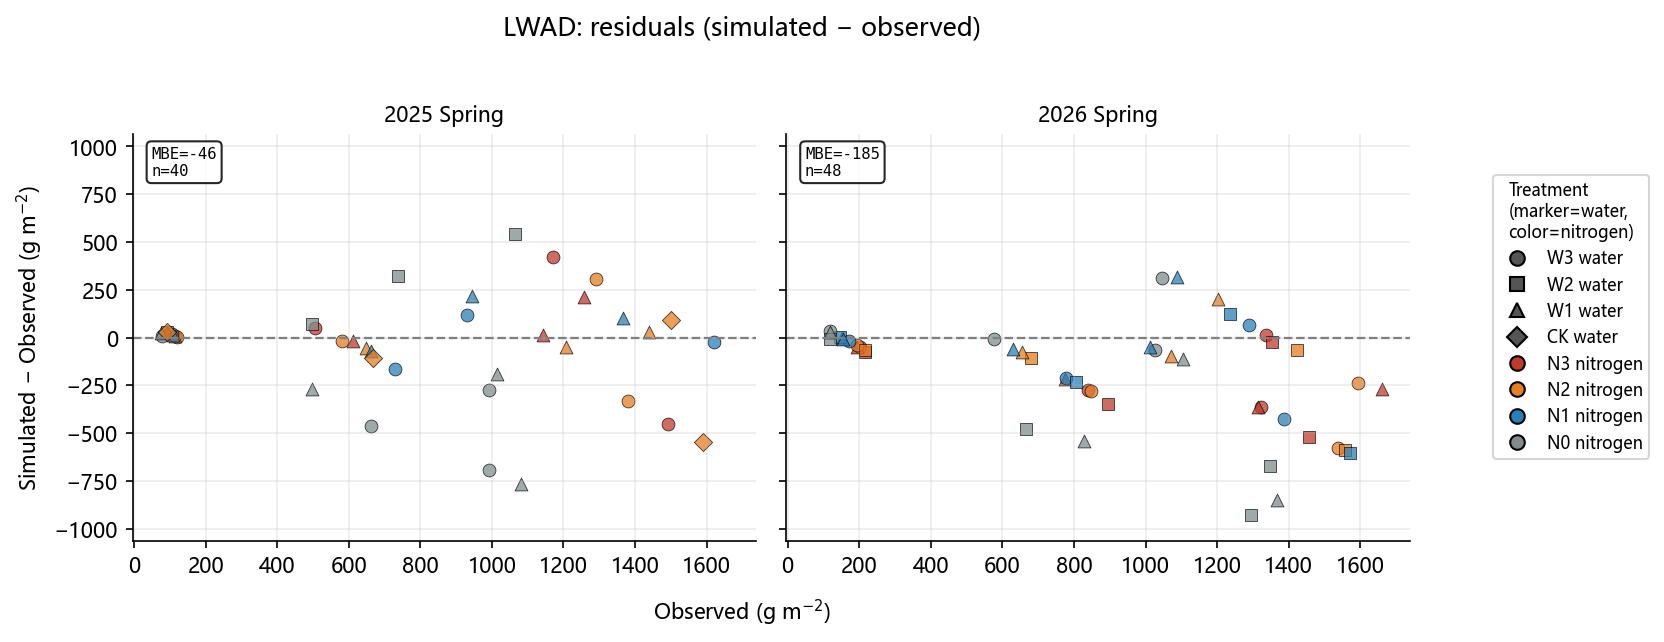 LWAD: residuals (simulated − observed)
2025 Spring
2026 Spring
Simulated − Observed (g m⁻²)
1000
750
500
250
0
−250
−500
−750
−1000
MBE=-46
n=40
MBE=-185
n=48
0 200 400 600 800 1000 1200 1400 1600
0 200 400 600 800 1000 1200 1400 1600
Observed (g m⁻²)
Treatment
(marker=water,
color=nitrogen)
W3 water
W2 water
W1 water
CK water
N3 nitrogen
N2 nitrogen
N1 nitrogen
N0 nitrogen